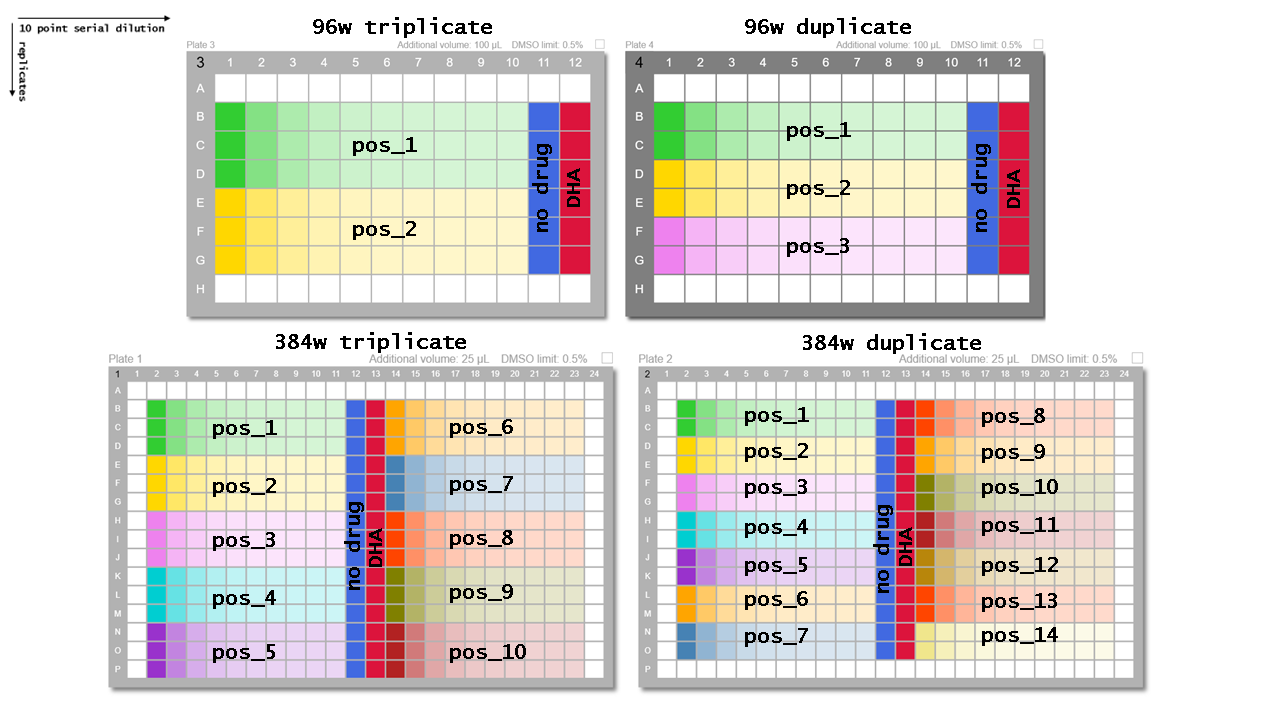 10 point serial dilution
replicates
96w triplicate
Plate 3 Additional volume: 100 µL DMSO limit: 0.5%
3 1 2 3 4 5 6 7 8 9 10 11 12
A
B
C
D
E
F
G
H
pos_1
pos_2
no drug
DHA
96w duplicate
Plate 4 Additional volume: 100 µL DMSO limit: 0.5%
4 1 2 3 4 5 6 7 8 9 10 11 12
A
B
C
D
E
F
G
H
pos_1
pos_2
pos_3
no drug
DHA
384w triplicate
Plate 1 Additional volume: 25 µL DMSO limit: 0.5%
1 1 2 3 4 5 6 7 8 9 10 11 12 13 14 15 16 17 18 19 20 21 22 23 24
A
B
C
D
E
F
G
H
I
J
K
L
M
N
O
P
pos_1
pos_2
pos_3
pos_4
pos_5
no drug
DHA
pos_6
pos_7
pos_8
pos_9
pos_10
384w duplicate
Plate 2 Additional volume: 25 µL DMSO limit: 0.5%
2 1 2 3 4 5 6 7 8 9 10 11 12 13 14 15 16 17 18 19 20 21 22 23 24
A
B
C
D
E
F
G
H
I
J
K
L
M
N
O
P
pos_1
pos_2
pos_3
pos_4
pos_5
pos_6
pos_7
no drug
DHA
pos_8
pos_9
pos_10
pos_11
pos_12
pos_13
pos_14